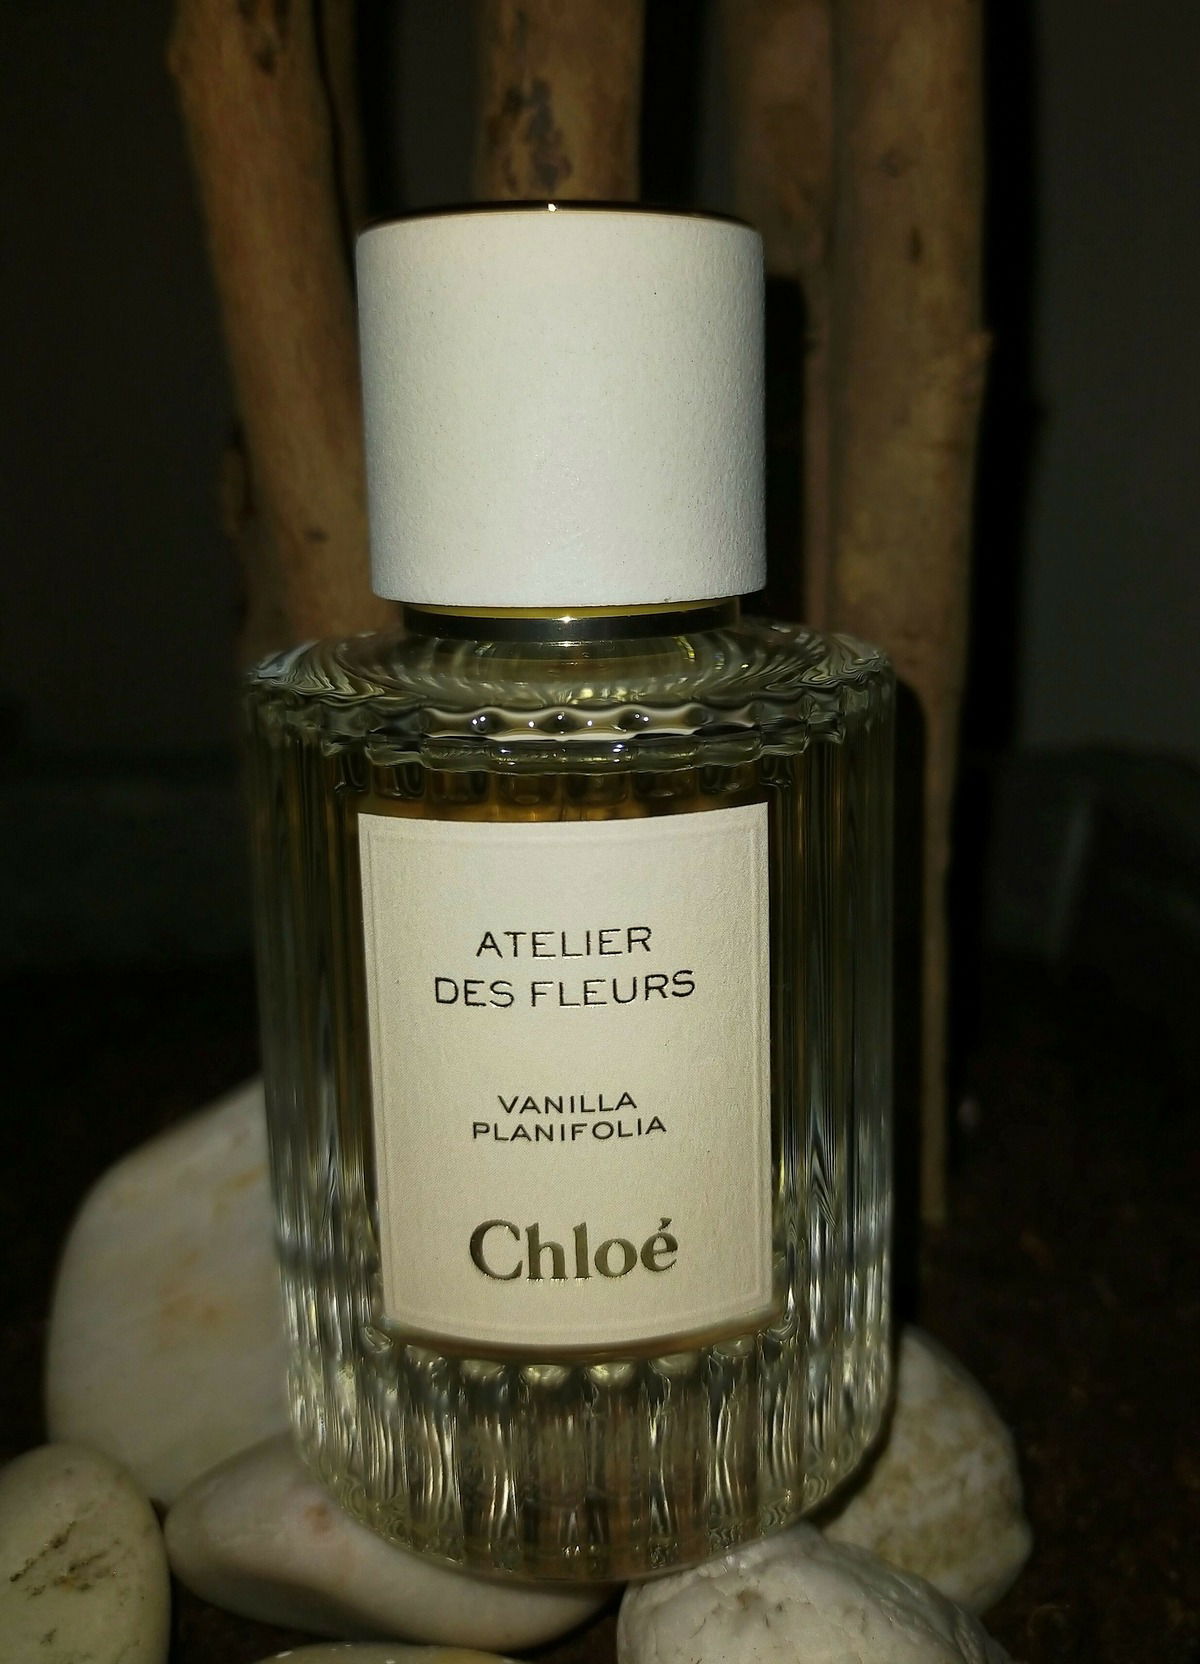 ATELIER
DES FLEURS
VANILLA
PLANIFOLIA
Chloé